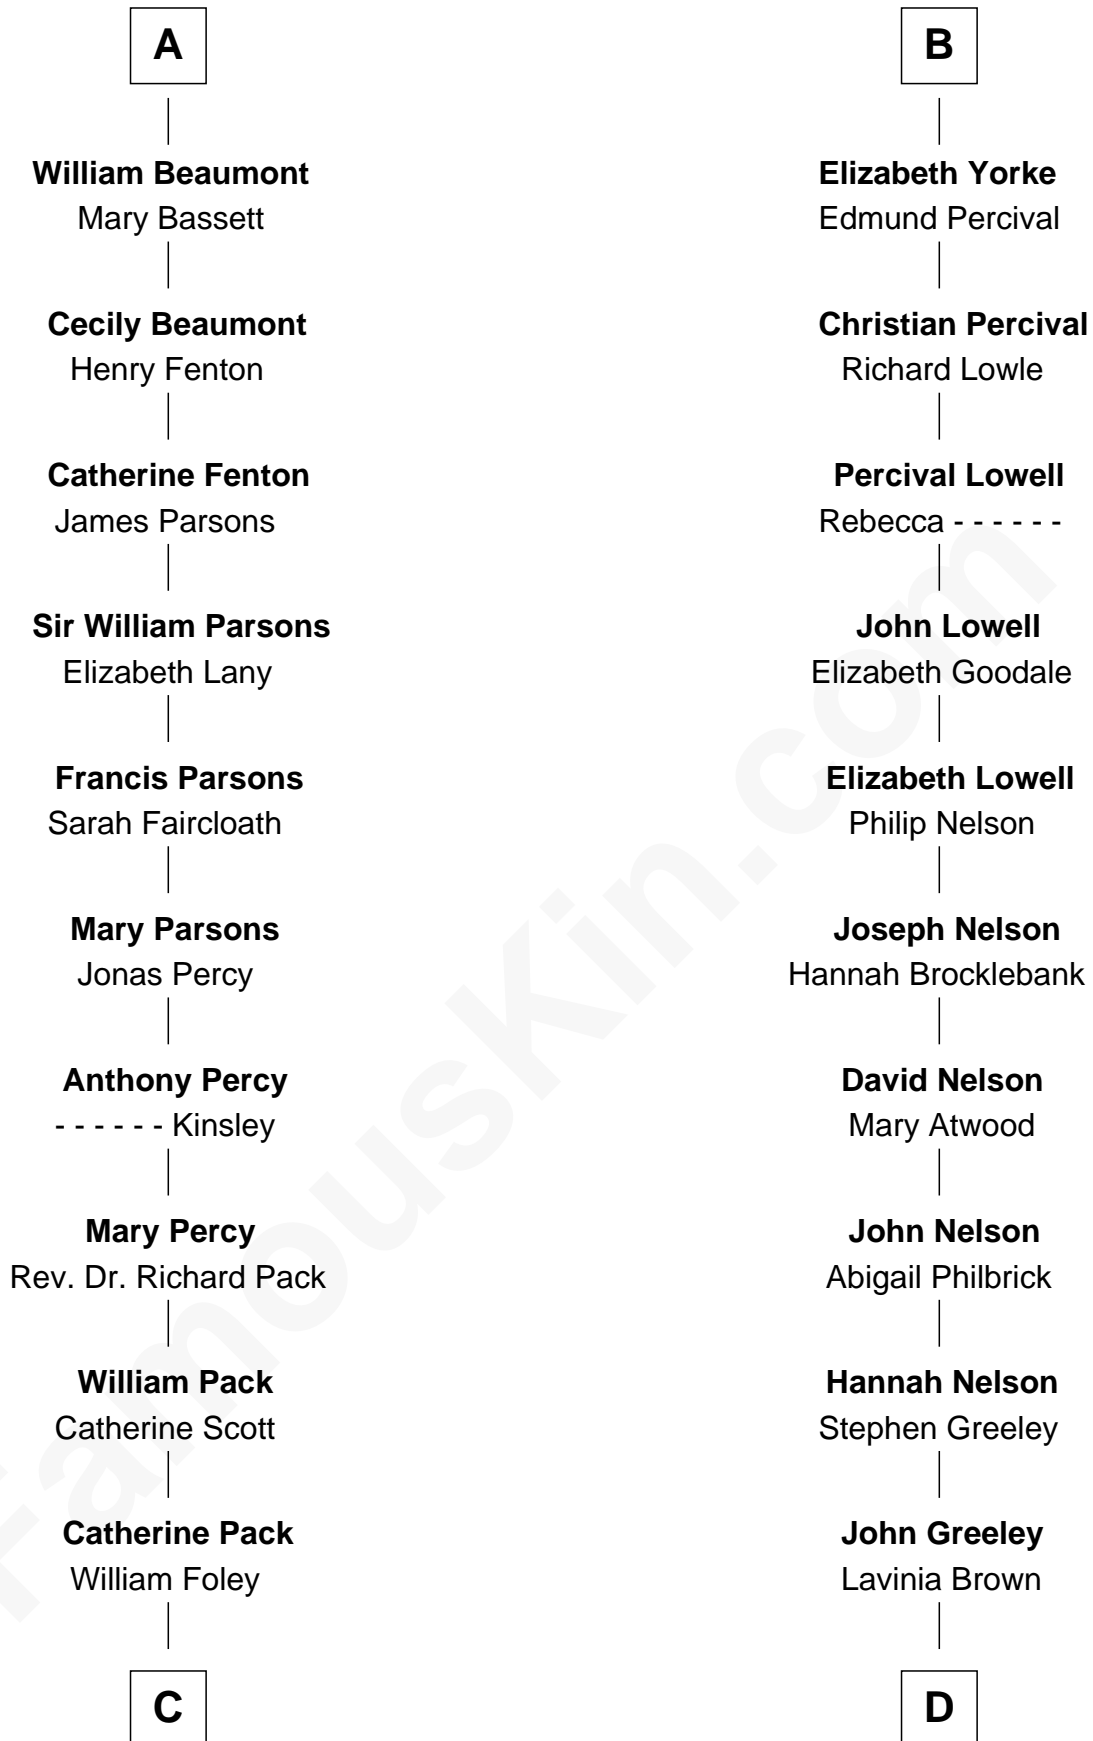 A
William Beaumont
Mary Bassett
Cecily Beaumont
Henry Fenton
Catherine Fenton
James Parsons
Sir William Parsons
Elizabeth Lany
Francis Parsons
Sarah Faircloath
Mary Parsons
Jonas Percy
Anthony Percy
- - - - - - Kinsley
Mary Percy
Rev. Dr. Richard Pack
William Pack
Catherine Scott
Catherine Pack
William Foley
C
B
Elizabeth Yorke
Edmund Percival
Christian Percival
Richard Lowle
Percival Lowell
Rebecca - - - - - -
John Lowell
Elizabeth Goodale
Elizabeth Lowell
Philip Nelson
Joseph Nelson
Hannah Brocklebank
David Nelson
Mary Atwood
John Nelson
Abigail Philbrick
Hannah Nelson
Stephen Greeley
John Greeley
Lavinia Brown
D
FamousKin.com